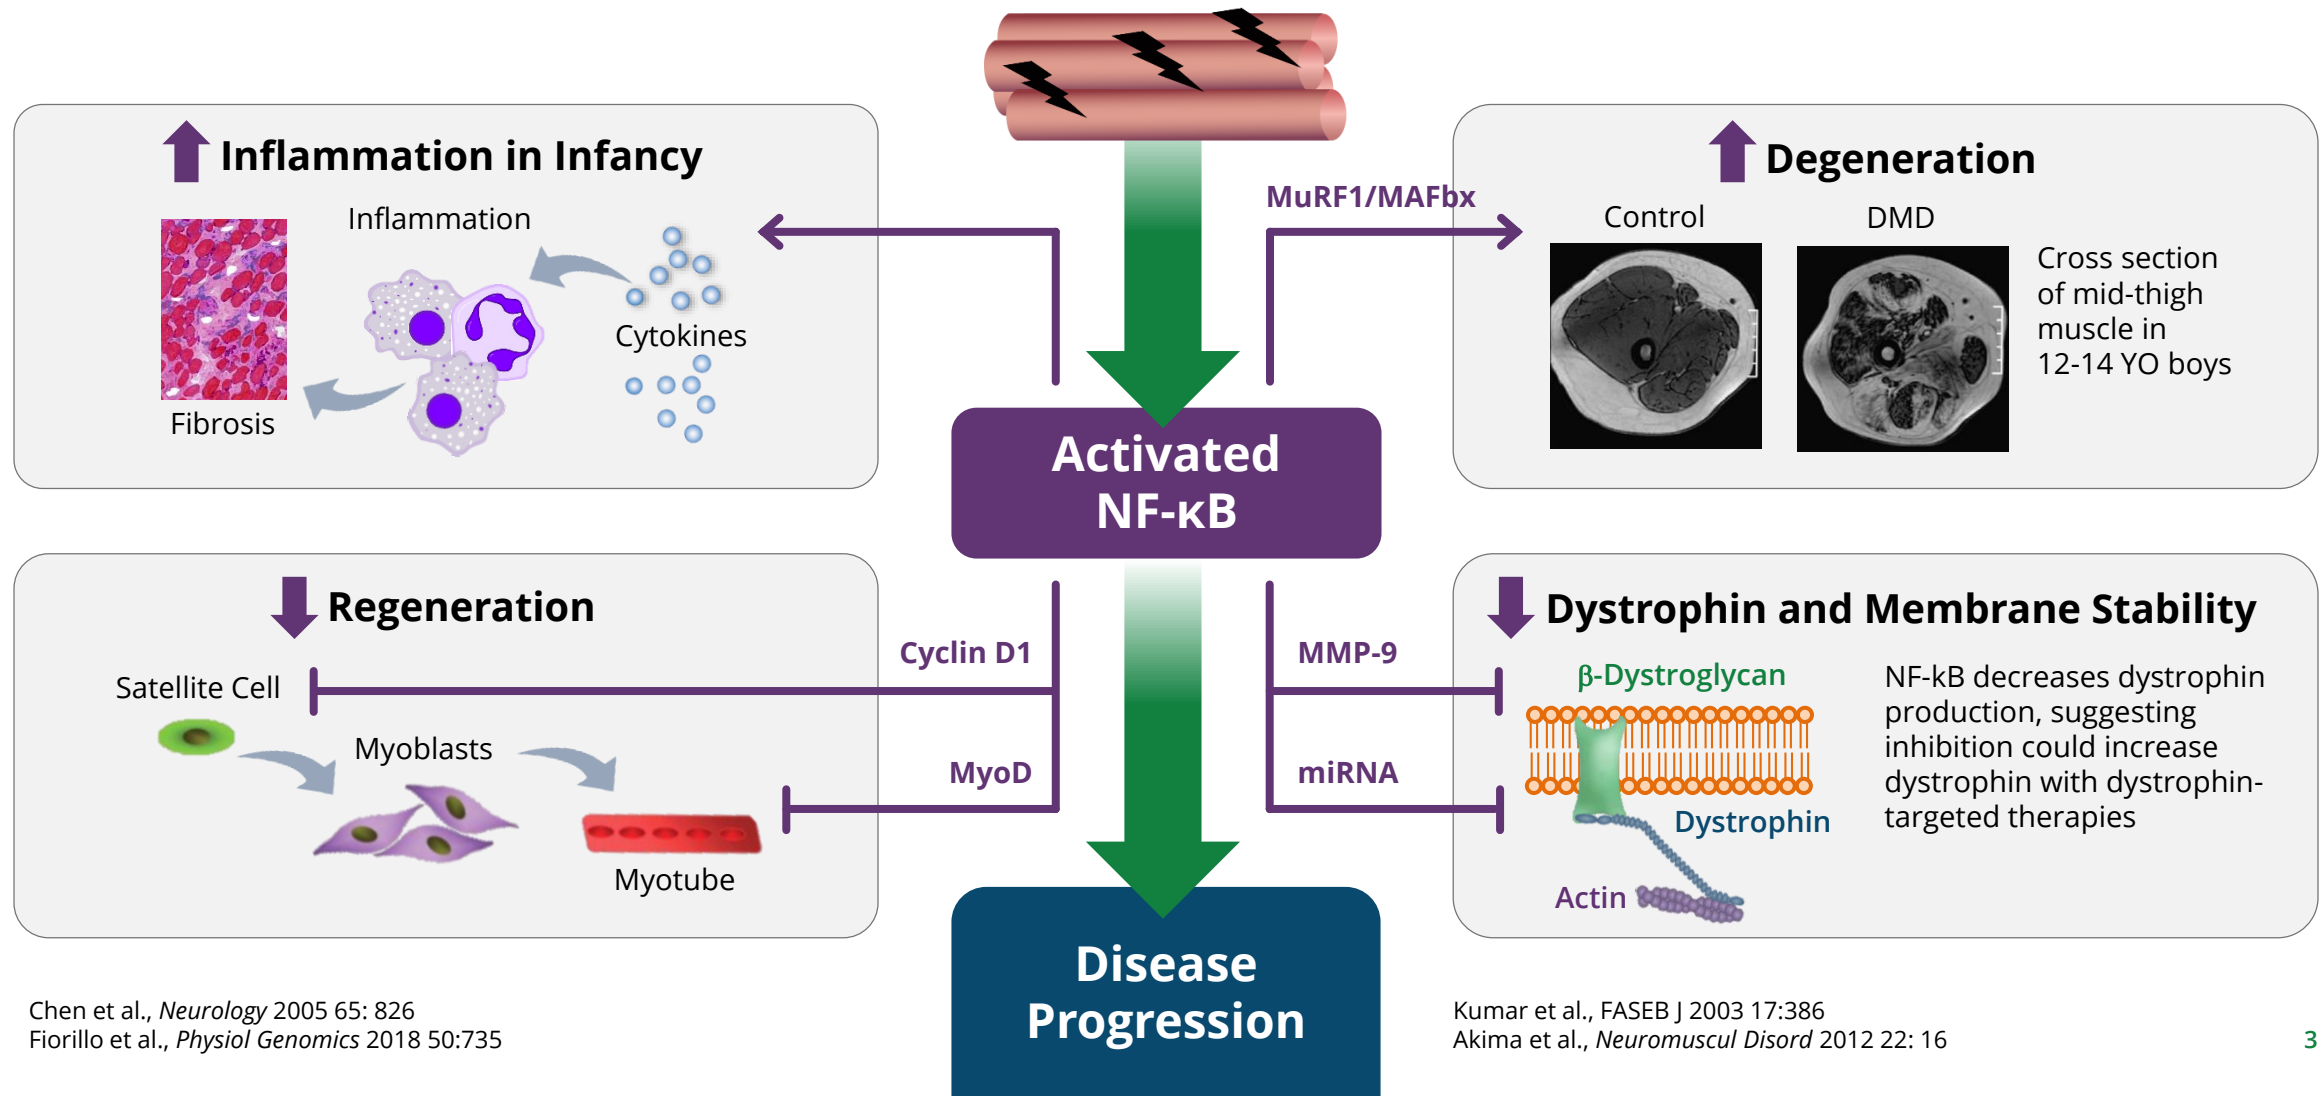 Inflammation in Infancy
Inflammation
Cytokines
Fibrosis
MuRF1/MAFbx
Degeneration
Control
DMD
Cross section
of mid-thigh
muscle in
12-14 YO boys
Activated
NF-κB
Regeneration
Satellite Cell
Myoblasts
Myotube
Cyclin D1
MyoD
MMP-9
miRNA
Dystrophin and Membrane Stability
β-Dystroglycan
Dystrophin
Actin
NF-kB decreases dystrophin
production, suggesting
inhibition could increase
dystrophin with dystrophin-
targeted therapies
Disease
Progression
Chen et al., Neurology 2005 65: 826
Fiorillo et al., Physiol Genomics 2018 50:735
Kumar et al., FASEB J 2003 17:386
Akima et al., Neuromuscul Disord 2012 22: 16
3